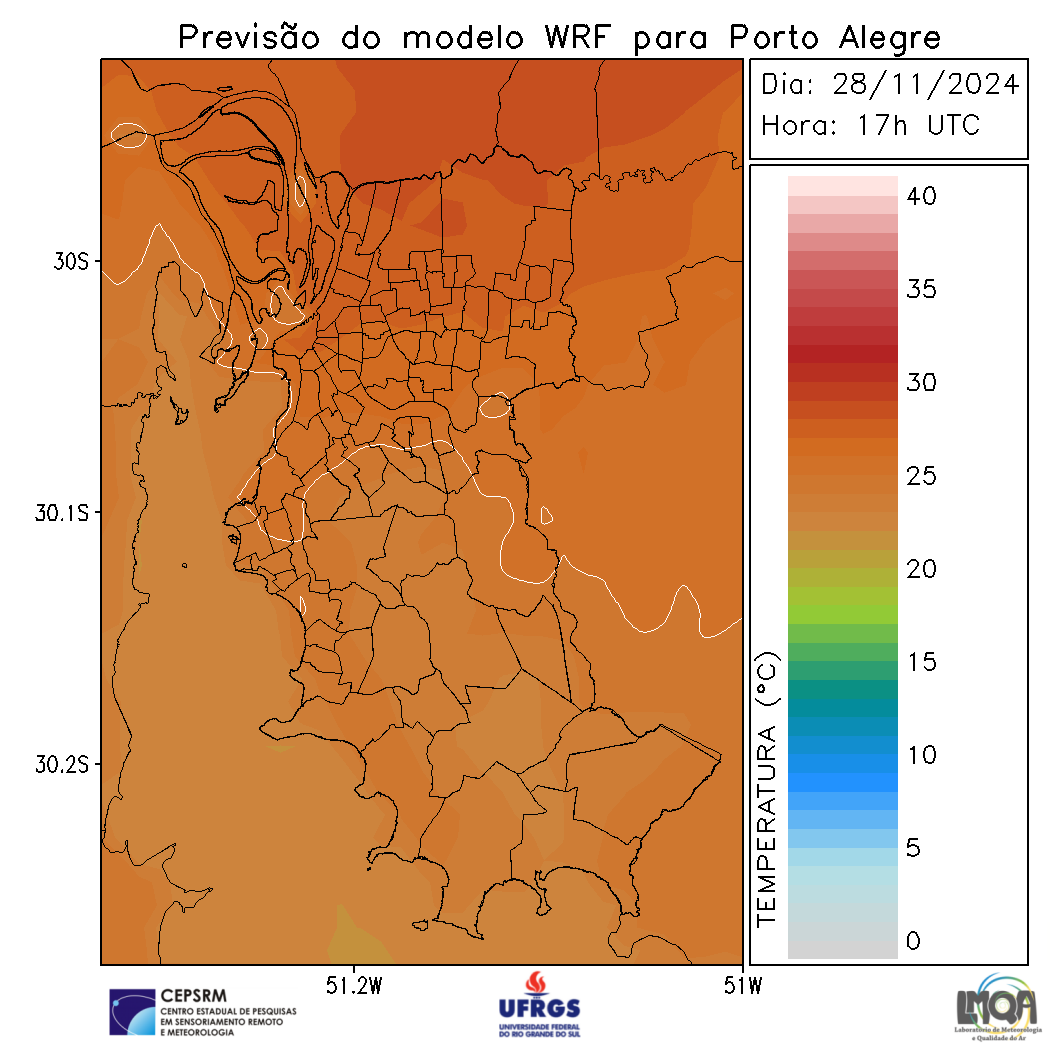 Previsão do modelo WRF para Porto Alegre
Dia: 28/11/2024
Hora: 17h UTC
30S
30.1S
30.2S
51.2W
51W
TEMPERATURA (°C)
40
35
30
25
20
15
10
5
0
CEPSRM
CENTRO ESTADUAL DE PESQUISAS
EM SENSORIAMENTO REMOTO
E METEOROLOGIA
UFRGS
UNIVERSIDADE FEDERAL
DO RIO GRANDE DO SUL
LMQA
Laboratório de Meteorologia
e Qualidade do Ar